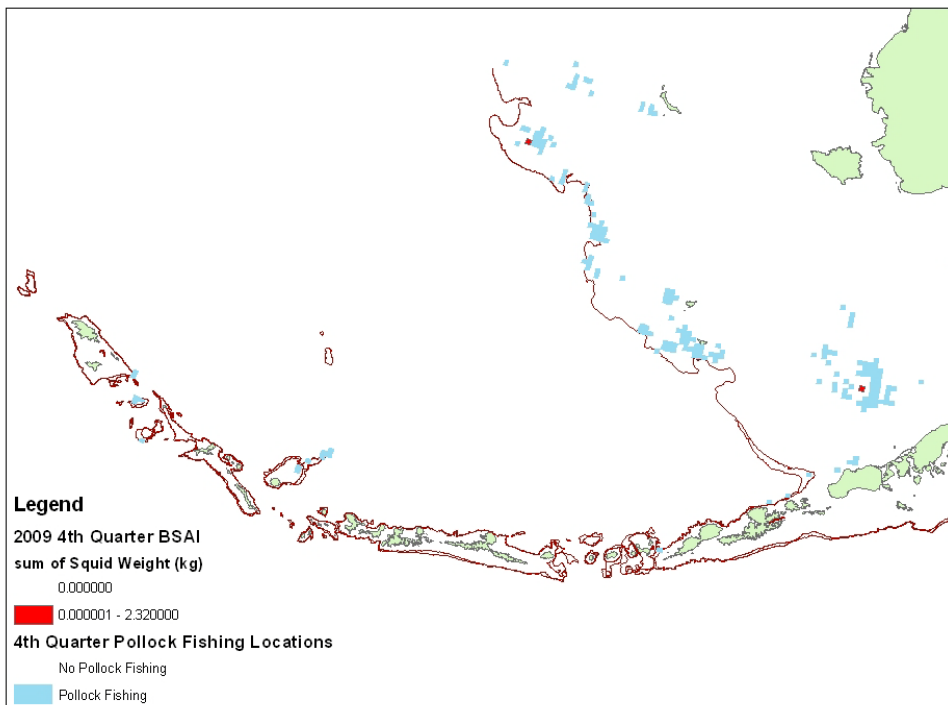 Legend
2009 4th Quarter BSAI
sum of Squid Weight (kg)
0.000000
0.000001 - 2.320000
4th Quarter Pollock Fishing Locations
No Pollock Fishing
Pollock Fishing